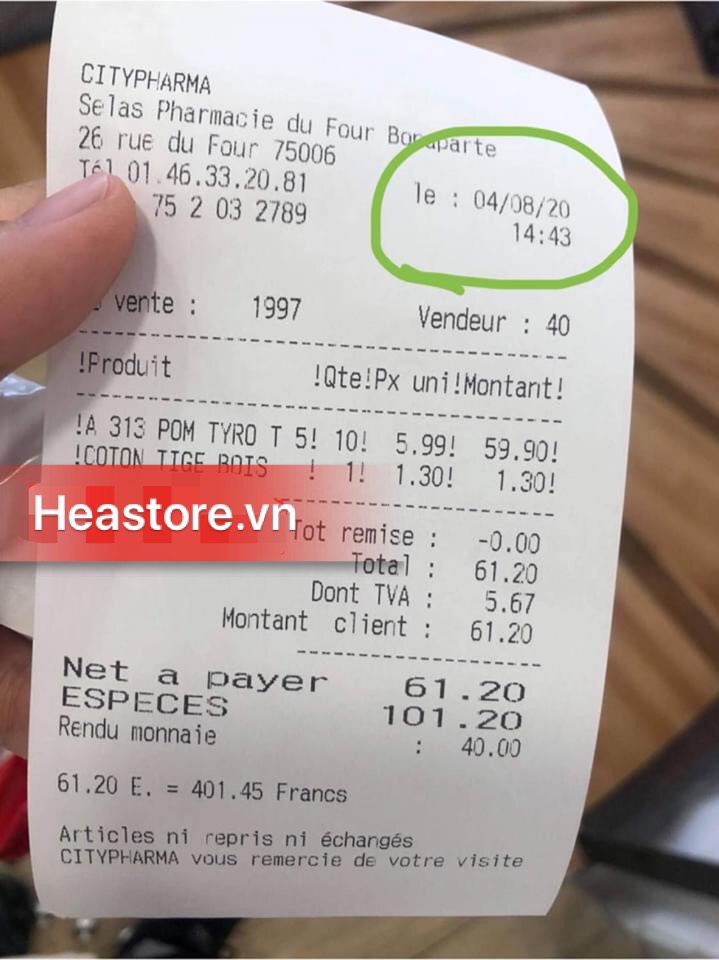 CITYPHARMA
Selas Pharmacie du Four Bonaparte
26 rue du Four 75006
Tél 01.46.33.20.81
le : 04/08/20
75 2 03 2789
14:43
vente : 1997 Vendeur : 40
!Produit !Qte!Px uni!Montant!
!A 313 POM TYRO T 5! 10! 5.99! 59.90!
!COTON TIGE BOIS ! 1! 1.30! 1.30!
Heastore.vn
Tot remise : -0.00
Total : 61.20
Dont TVA : 5.67
Montant client : 61.20
Net a payer 61.20
ESPECES 101.20
Rendu monnaie : 40.00
61.20 E. = 401.45 Francs
Articles ni repris ni échangés
CITYPHARMA vous remercie de votre visite